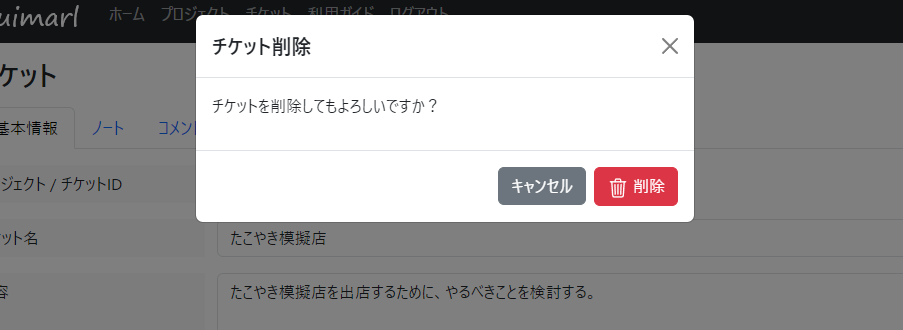 uimarl ホーム プロジェクト チケット 利用ガイド ログアウト
チケット削除
ケット
チケットを削除してもよろしいですか？
基本情報 ノート コメン
キャンセル 削除
ジェクト / チケットID
ット名 たこやき模擬店
容 たこやき模擬店を出店するために、やるべきことを検討する。